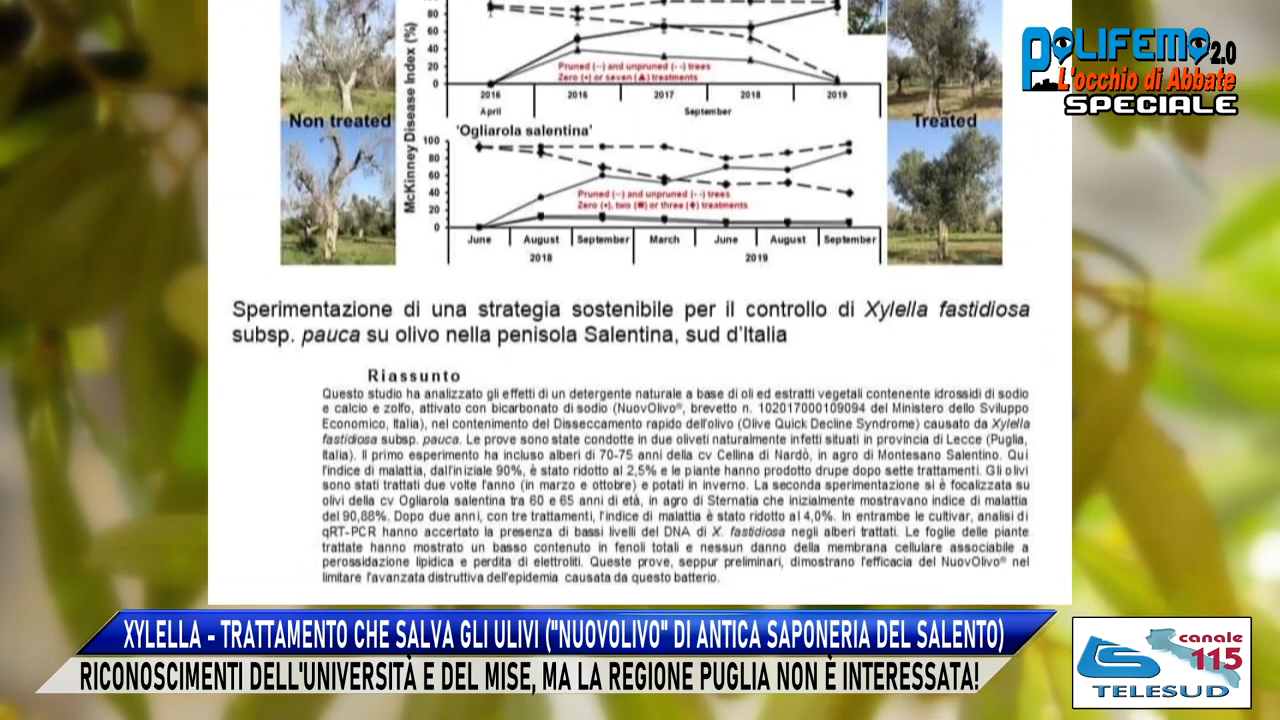 80
60
40
20
0
McKinney Disease Index (%)
Pruned (–) and unpruned (- -) trees
Zero (•) or seven (▲) treatments
2016 2016 2017 2018 2019
April September
Non treated
Treated
'Ogliarola salentina'
100
80
60
40
20
0
Pruned (–) and unpruned (- -) trees
Zero (•), two (■) or three (♦) treatments
June August September March June August September
2018 2019
POLIFEMO 2.0
L'occhio di Abbate
SPECIALE
Sperimentazione di una strategia sostenibile per il controllo di Xylella fastidiosa
subsp. pauca su olivo nella penisola Salentina, sud d'Italia
Riassunto
Questo studio ha analizzato gli effetti di un detergente naturale a base di oli ed estratti vegetali contenente idrossidi di sodio
e calcio e zolfo, attivato con bicarbonato di sodio (NuovOlivo®, brevetto n. 102017000109094 del Ministero dello Sviluppo
Economico, Italia), nel contenimento del Disseccamento rapido dell'olivo (Olive Quick Decline Syndrome) causato da Xylella
fastidiosa subsp. pauca. Le prove sono state condotte in due oliveti naturalmente infetti situati in provincia di Lecce (Puglia,
Italia). Il primo esperimento ha incluso alberi di 70-75 anni della cv Cellina di Nardò, in agro di Montesano Salentino. Qui
l'indice di malattia, dall'iniziale 90%, è stato ridotto al 2,5% e le piante hanno prodotto drupe dopo sette trattamenti. Gli olivi
sono stati trattati due volte l'anno (in marzo e ottobre) e potati in inverno. La seconda sperimentazione si è focalizzata su
olivi della cv Ogliarola salentina tra 60 e 65 anni di età, in agro di Sternatia che inizialmente mostravano indice di malattia
del 90,88%. Dopo due anni, con tre trattamenti, l'indice di malattia è stato ridotto al 4,0%. In entrambe le cultivar, analisi di
qRT-PCR hanno accertato la presenza di bassi livelli del DNA di X. fastidiosa negli alberi trattati. Le foglie delle piante
trattate hanno mostrato un basso contenuto in fenoli totali e nessun danno della membrana cellulare associabile a
perossidazione lipidica e perdita di elettroliti. Queste prove, seppur preliminari, dimostrano l'efficacia del NuovOlivo® nel
limitare l'avanzata distruttiva dell'epidemia causata da questo batterio.
XYLELLA – TRATTAMENTO CHE SALVA GLI ULIVI ("NUOVOLIVO" DI ANTICA SAPONERIA DEL SALENTO)
RICONOSCIMENTI DELL'UNIVERSITÀ E DEL MISE, MA LA REGIONE PUGLIA NON È INTERESSATA!
canale
115
TELESUD